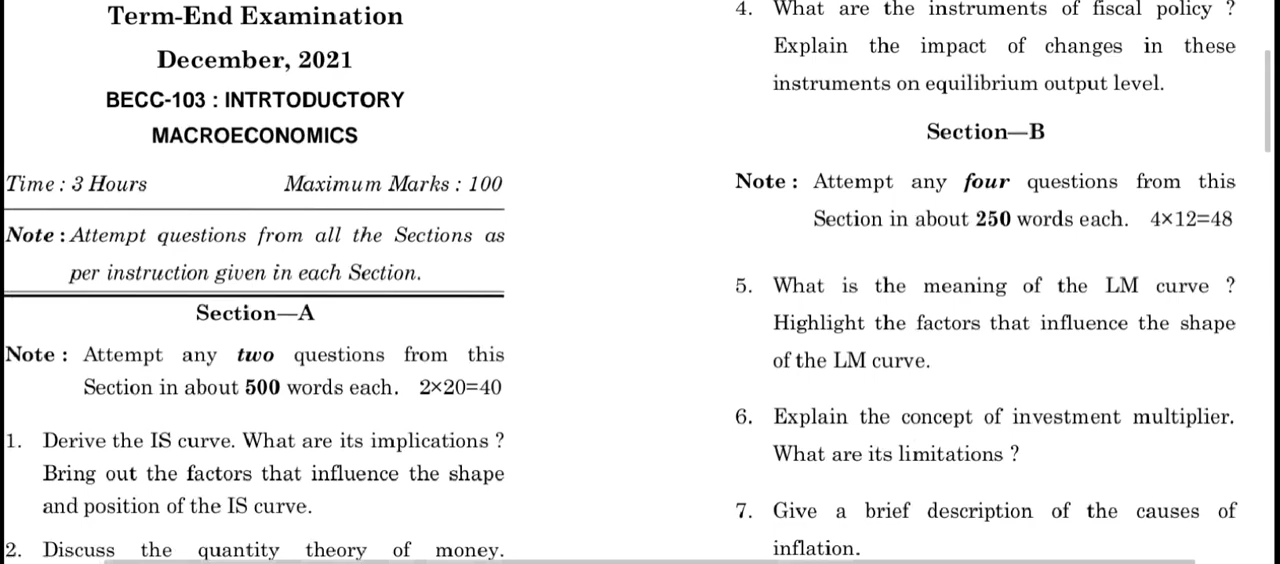 Term-End Examination
December, 2021
BECC-103 : INTRTODUCTORY
MACROECONOMICS
Time : 3 Hours Maximum Marks : 100
Note : Attempt questions from all the Sections as
per instruction given in each Section.
Section—A
Note : Attempt any two questions from this
Section in about 500 words each. 2×20=40
1. Derive the IS curve. What are its implications ?
Bring out the factors that influence the shape
and position of the IS curve.
2. Discuss the quantity theory of money.
4. What are the instruments of fiscal policy ?
Explain the impact of changes in these
instruments on equilibrium output level.
Section—B
Note : Attempt any four questions from this
Section in about 250 words each. 4×12=48
5. What is the meaning of the LM curve ?
Highlight the factors that influence the shape
of the LM curve.
6. Explain the concept of investment multiplier.
What are its limitations ?
7. Give a brief description of the causes of
inflation.